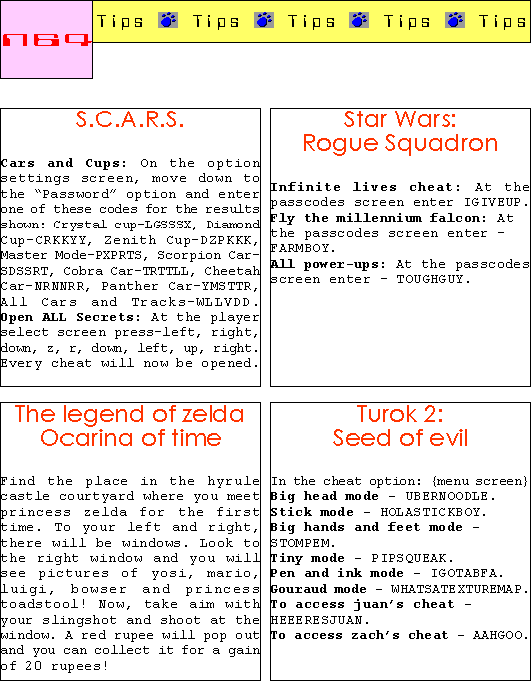 N64
Tips Tips Tips Tips Tips
S.C.A.R.S.
Cars and Cups: On the option
settings screen, move down to
the “Password” option and enter
one of these codes for the results
shown: Crystal cup-LGSSSX, Diamond
Cup-CRKKYY, Zenith Cup-DZPKKK,
Master Mode-PXPRTS, Scorpion Car-
SDSSRT, Cobra Car-TRTTLL, Cheetah
Car-NRNNRR, Panther Car-YMSTTR,
All Cars and Tracks-WLLVDD.
Open ALL Secrets: At the player
select screen press-left, right,
down, z, r, down, left, up, right.
Every cheat will now be opened.
Star Wars:
Rogue Squadron
Infinite lives cheat: At the
passcodes screen enter IGIVEUP.
Fly the millennium falcon: At
the passcodes screen enter –
FARMBOY.
All power-ups: At the passcodes
screen enter – TOUGHGUY.
The legend of zelda
Ocarina of time
Find the place in the hyrule
castle courtyard where you meet
princess zelda for the first
time. To your left and right,
there will be windows. Look to
the right window and you will
see pictures of yosi, mario,
luigi, bowser and princess
toadstool! Now, take aim with
your slingshot and shoot at the
window. A red rupee will pop out
and you can collect it for a gain
of 20 rupees!
Turok 2:
Seed of evil
In the cheat option: {menu screen}
Big head mode – UBERNOODLE.
Stick mode – HOLASTICKBOY.
Big hands and feet mode –
STOMPEM.
Tiny mode – PIPSQUEAK.
Pen and ink mode – IGOTABFA.
Gouraud mode – WHATSATEXTUREMAP.
To access juan’s cheat –
HEEERESJUAN.
To access zach’s cheat – AAHGOO.